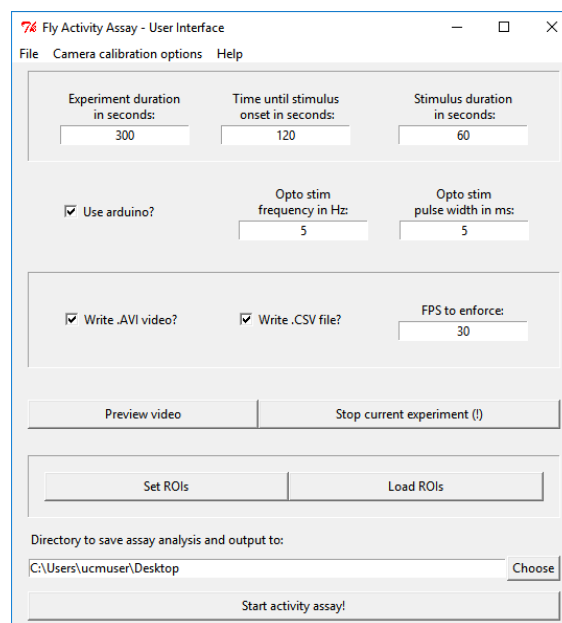 Fly Activity Assay - User Interface
File Camera calibration options Help
Experiment duration
in seconds:
300
Time until stimulus
onset in seconds:
120
Stimulus duration
in seconds:
60
Use arduino?
Opto stim
frequency in Hz:
5
Opto stim
pulse width in ms:
5
Write .AVI video?
Write .CSV file?
FPS to enforce:
30
Preview video
Stop current experiment (!)
Set ROIs
Load ROIs
Directory to save assay analysis and output to:
C:\Users\ucmuser\Desktop
Choose
Start activity assay!